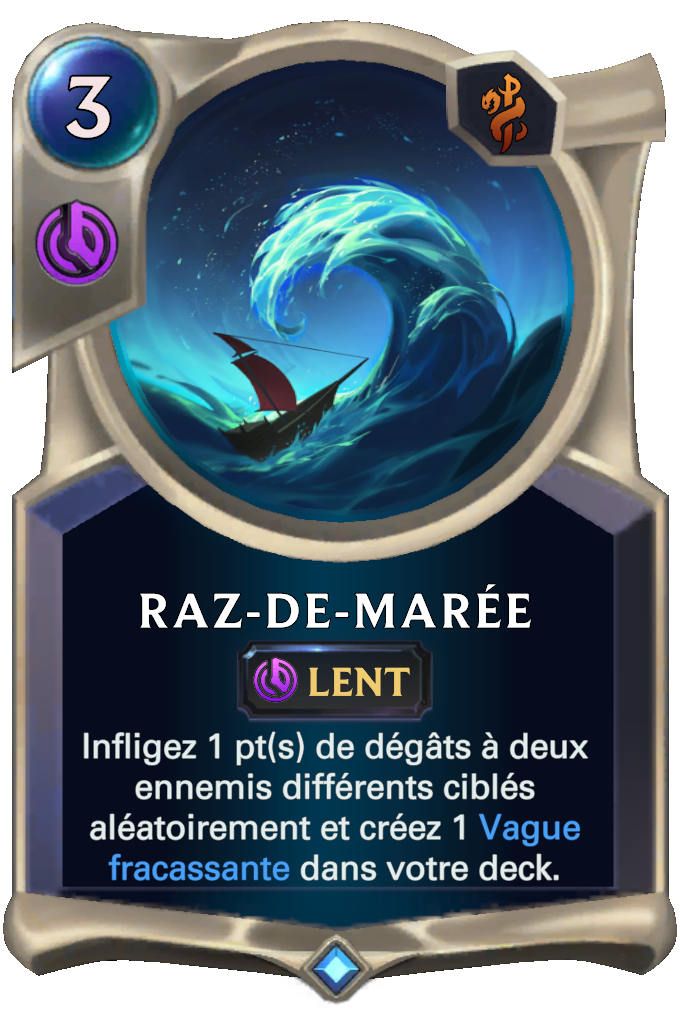 3
RAZ-DE-MARÉE
LENT
Infligez 1 pt(s) de dégâts à deux
ennemis différents ciblés
aléatoirement et créez 1 Vague
fracassante dans votre deck.